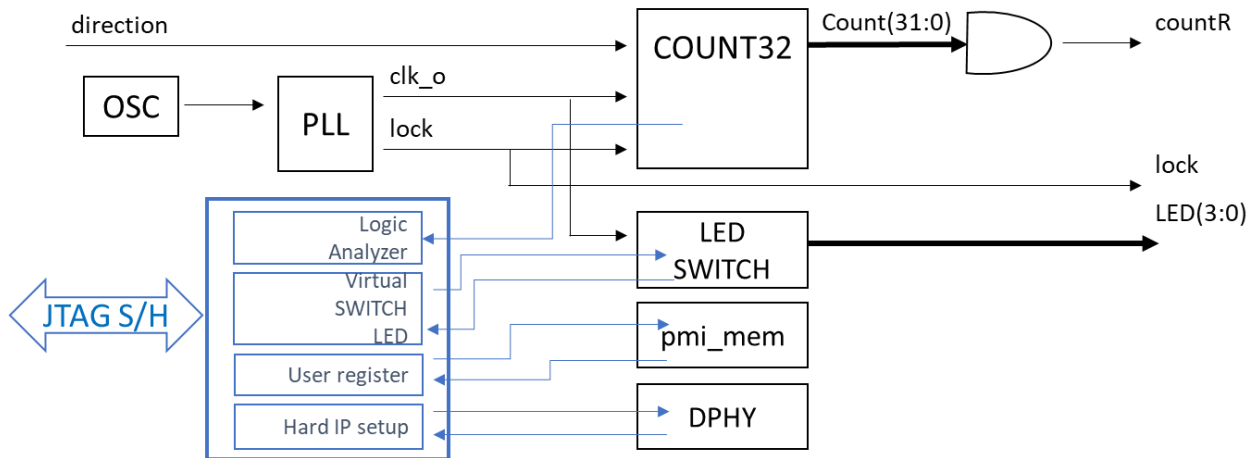 direction
COUNT32
Count(31:0)
countR
OSC
PLL
clk_o
lock
lock
LED(3:0)
Logic
Analyzer
Virtual
SWITCH
LED
User register
Hard IP setup
JTAG S/H
LED
SWITCH
pmi_mem
DPHY